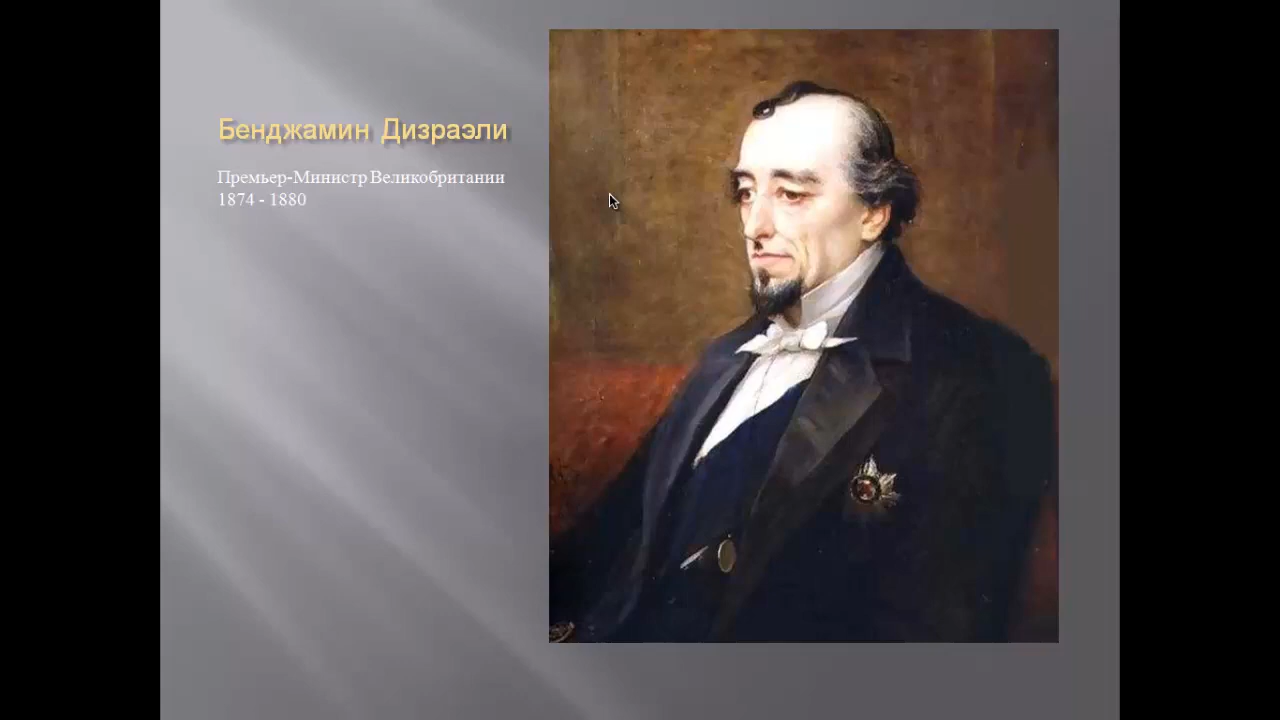 Бенджамин Дизраэли
Премьер-Министр Великобритании
1874 - 1880